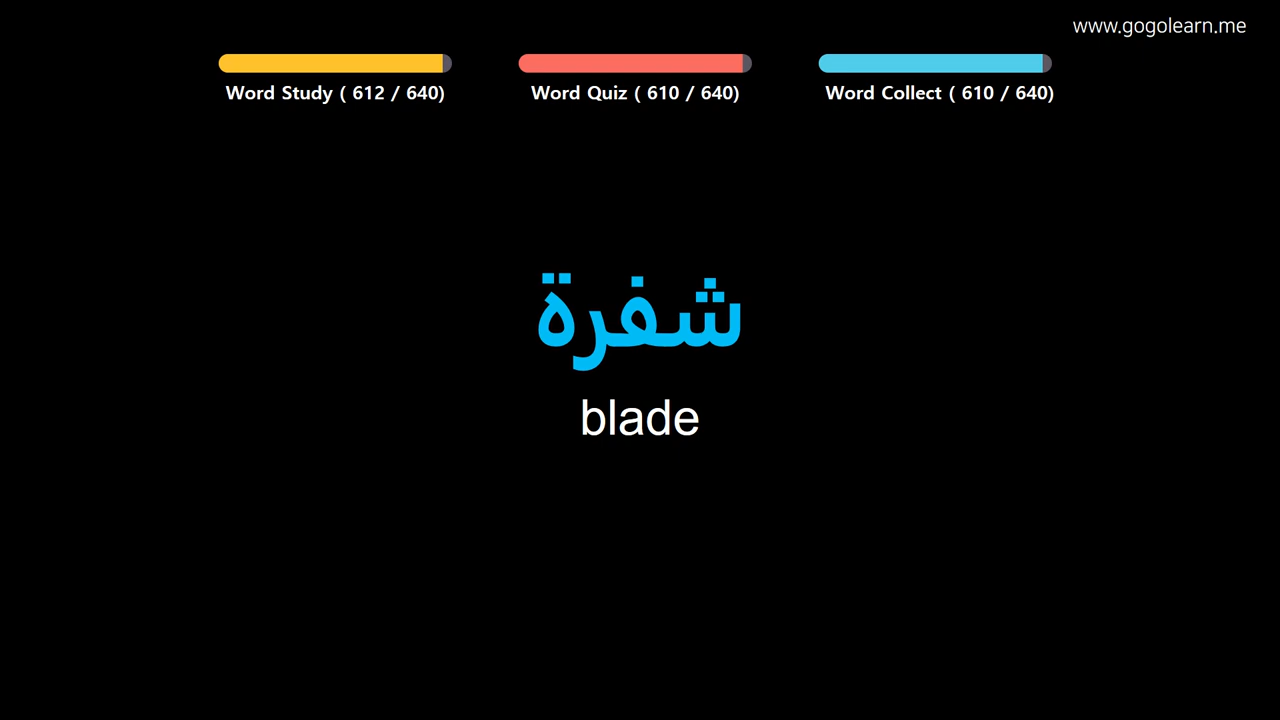 www.gogolearn.me
Word Study ( 612 / 640)
Word Quiz ( 610 / 640)
Word Collect ( 610 / 640)
شفرة
blade